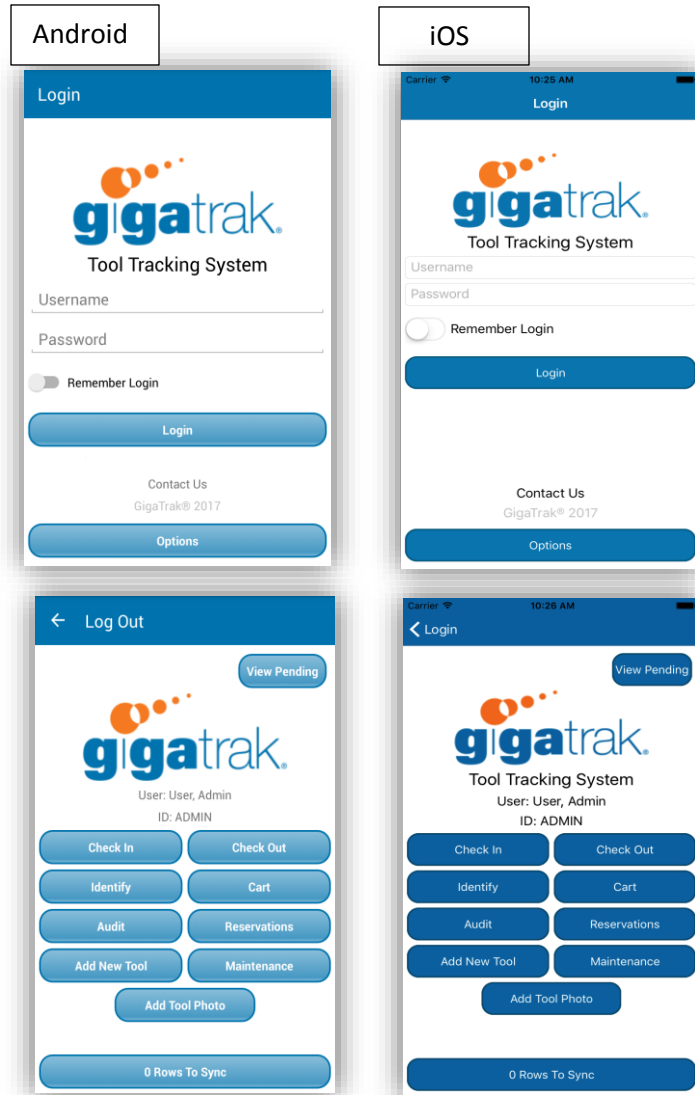 Android
iOS
Login
gigatrak®
Tool Tracking System
Username
Password
Remember Login
Login
Contact Us
GigaTrak® 2017
Options
Carrier 10:25 AM
Login
gigatrak®
Tool Tracking System
Username
Password
Remember Login
Login
Contact Us
GigaTrak® 2017
Options
Log Out
View Pending
gigatrak®
User: User, Admin
ID: ADMIN
Check In Check Out
Identify Cart
Audit Reservations
Add New Tool Maintenance
Add Tool Photo
0 Rows To Sync
Carrier 10:26 AM
Login
View Pending
gigatrak®
Tool Tracking System
User: User, Admin
ID: ADMIN
Check In Check Out
Identify Cart
Audit Reservations
Add New Tool Maintenance
Add Tool Photo
0 Rows To Sync